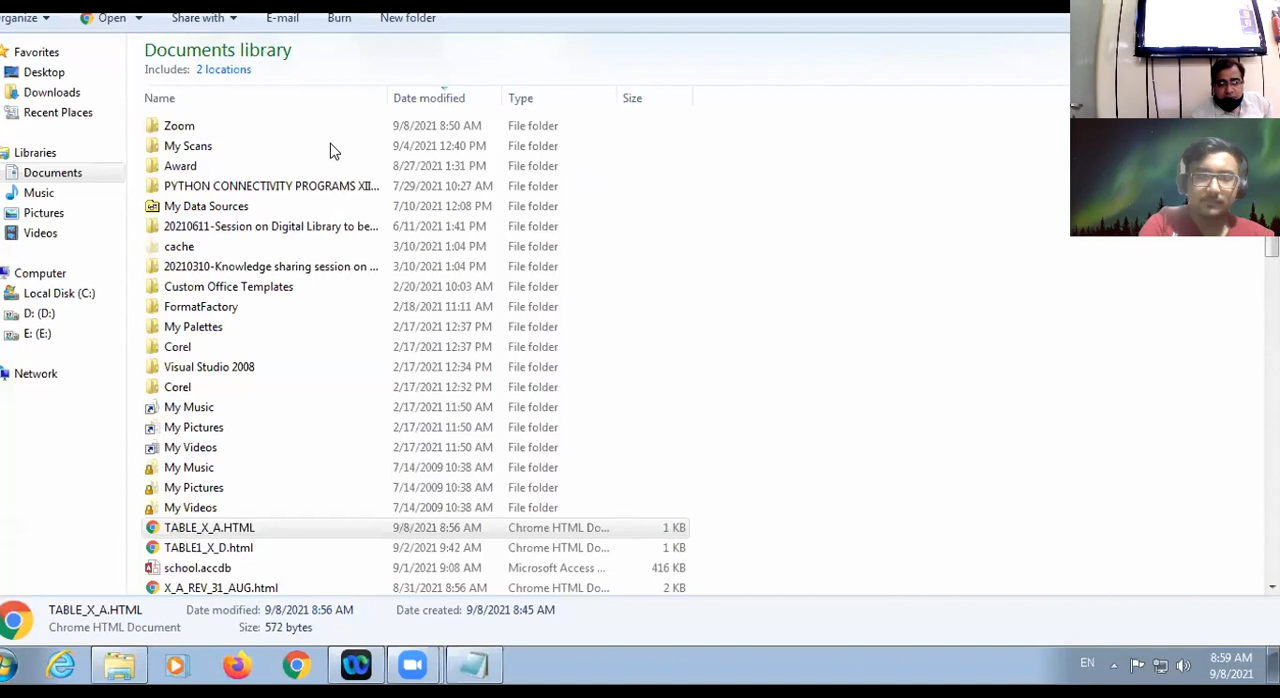 rganize Open Share with E-mail Burn New folder
Documents library
Includes: 2 locations
Name Date modified Type Size
Favorites
Desktop
Downloads
Recent Places
Libraries
Documents
Music
Pictures
Videos
Computer
Local Disk (C:)
D: (D:)
E: (E:)
Network
Zoom 9/8/2021 8:50 AM File folder
My Scans 9/4/2021 12:40 PM File folder
Award 8/27/2021 1:31 PM File folder
PYTHON CONNECTIVITY PROGRAMS XII... 7/29/2021 10:27 AM File folder
My Data Sources 7/10/2021 12:08 PM File folder
20210611-Session on Digital Library to be... 6/11/2021 1:41 PM File folder
cache 3/10/2021 1:04 PM File folder
20210310-Knowledge sharing session on ... 3/10/2021 1:04 PM File folder
Custom Office Templates 2/20/2021 10:03 AM File folder
FormatFactory 2/18/2021 11:11 AM File folder
My Palettes 2/17/2021 12:37 PM File folder
Corel 2/17/2021 12:37 PM File folder
Visual Studio 2008 2/17/2021 12:34 PM File folder
Corel 2/17/2021 12:32 PM File folder
My Music 2/17/2021 11:50 AM File folder
My Pictures 2/17/2021 11:50 AM File folder
My Videos 2/17/2021 11:50 AM File folder
My Music 7/14/2009 10:38 AM File folder
My Pictures 7/14/2009 10:38 AM File folder
My Videos 7/14/2009 10:38 AM File folder
TABLE_X_A.HTML 9/8/2021 8:56 AM Chrome HTML Do... 1 KB
TABLE1_X_D.html 9/2/2021 9:42 AM Chrome HTML Do... 1 KB
school.accdb 9/1/2021 9:08 AM Microsoft Access ... 416 KB
X_A_REV_31_AUG.html 8/31/2021 8:56 AM Chrome HTML Do... 2 KB
TABLE_X_A.HTML Date modified: 9/8/2021 8:56 AM Date created: 9/8/2021 8:45 AM
Chrome HTML Document Size: 572 bytes
EN 8:59 AM
9/8/2021